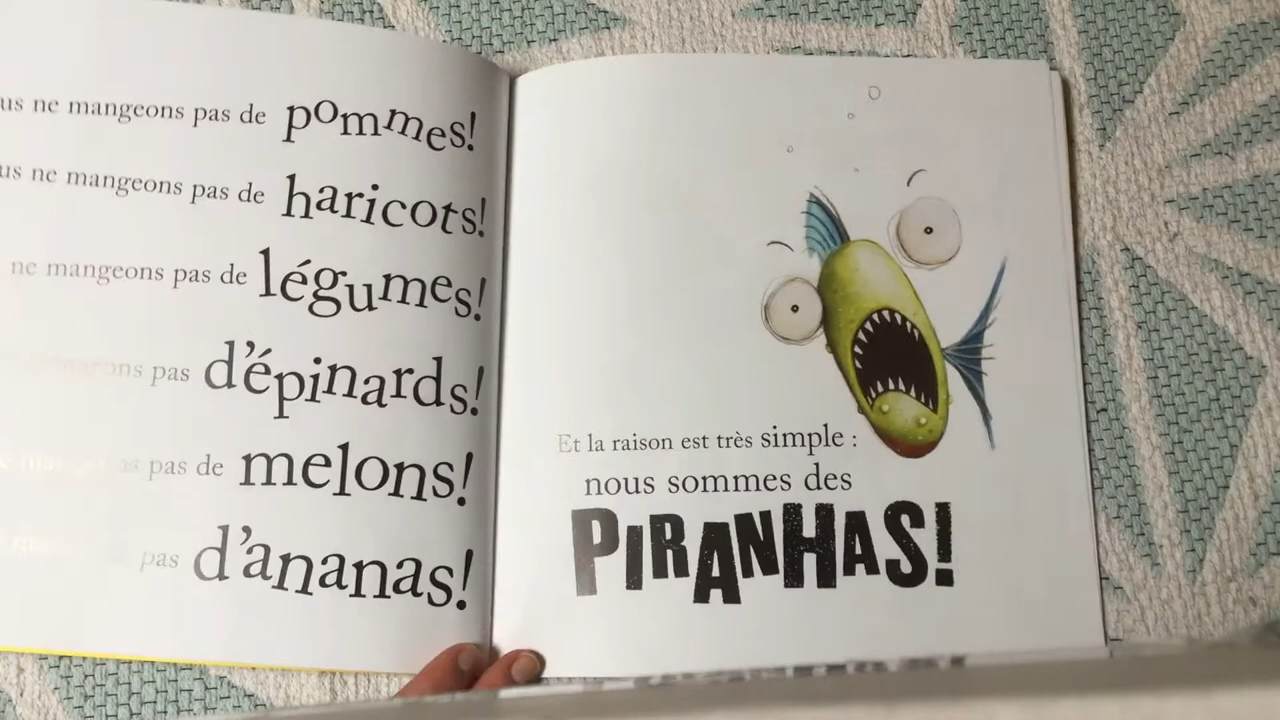 us ne mangeons pas de pommes!
us ne mangeons pas de haricots!
ne mangeons pas de légumes!
pas d'épinards!
pas de melons!
pas d'ananas!
Et la raison est très simple :
nous sommes des
PIRANHAS!